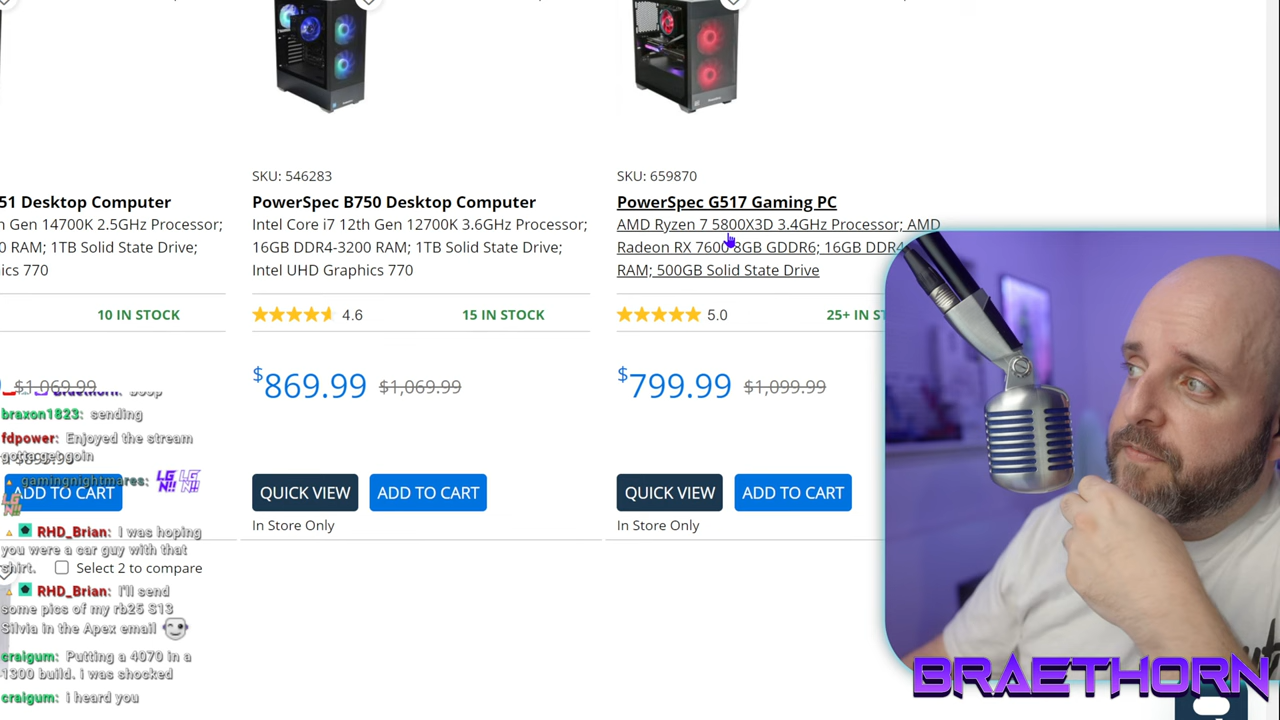 SKU: 546283
SKU: 659870
51 Desktop Computer
PowerSpec B750 Desktop Computer
PowerSpec G517 Gaming PC
h Gen 14700K 2.5GHz Processor;
0 RAM; 1TB Solid State Drive;
ics 770
Intel Core i7 12th Gen 12700K 3.6GHz Processor;
16GB DDR4-3200 RAM; 1TB Solid State Drive;
Intel UHD Graphics 770
AMD Ryzen 7 5800X3D 3.4GHz Processor; AMD
Radeon RX 7600 8GB GDDR6; 16GB DDR4
RAM; 500GB Solid State Drive
10 IN STOCK
4.6
15 IN STOCK
5.0
25+ IN ST
$1,069.99
$869.99 $1,069.99
$799.99 $1,099.99
braxon1823: sending
fdpower: Enjoyed the stream
gotta get goin
gamingnightmares:
ADD TO CART
QUICK VIEW
ADD TO CART
QUICK VIEW
ADD TO CART
In Store Only
In Store Only
RHD_Brian: I was hoping
you were a car guy with that
shirt.
Select 2 to compare
RHD_Brian: I'll send
some pics of my rb25 S13
Silvia in the Apex email
craigum: Putting a 4070 in a
1300 build. i was shocked
craigum: i heard you
BRAETHORN